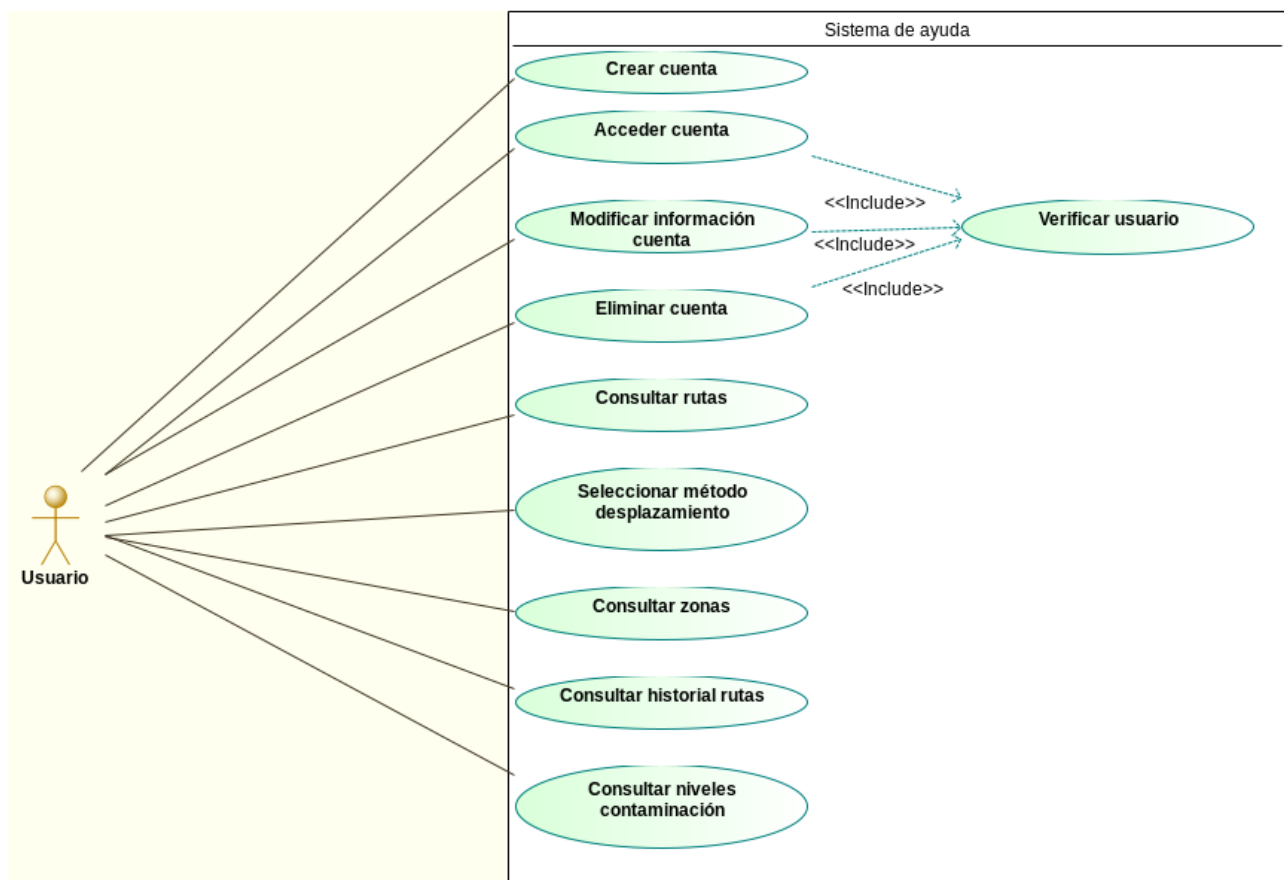 Sistema de ayuda
Crear cuenta
Acceder cuenta
<<Include>>
Modificar información
cuenta
Verificar usuario
<<Include>>
<<Include>>
Eliminar cuenta
Consultar rutas
Seleccionar método
desplazamiento
Usuario
Consultar zonas
Consultar historial rutas
Consultar niveles
contaminación